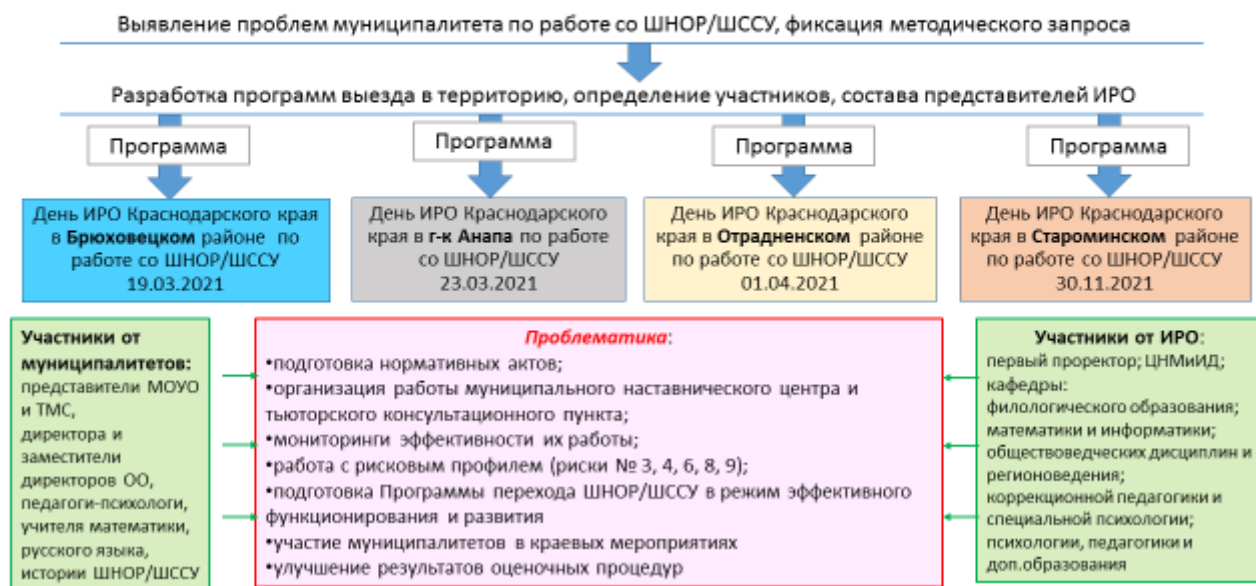 Выявление проблем муниципалитета по работе со ШНОР/ШССУ, фиксация методического запроса
Разработка программ выезда в территорию, определение участников, состава представителей ИРО
Программа
Программа
Программа
Программа
День ИРО Краснодарского края
в Брюховецком районе по
работе со ШНОР/ШССУ
19.03.2021
День ИРО Краснодарского
края в г-к Анапа по работе
со ШНОР/ШССУ
23.03.2021
День ИРО Краснодарского
края в Отрадненском районе
по работе со ШНОР/ШССУ
01.04.2021
День ИРО Краснодарского
края в Староминском районе
по работе со ШНОР/ШССУ
30.11.2021
Участники от
муниципалитетов:
представители МОУО
и ТМС,
директора и
заместители
директоров ОО,
педагоги-психологи,
учителя математики,
русского языка,
истории ШНОР/ШССУ
Проблематика:
•подготовка нормативных актов;
•организация работы муниципального наставнического центра и
тьюторского консультационного пункта;
•мониторинги эффективности их работы;
•работа с рисковым профилем (риски № 3, 4, 6, 8, 9);
•подготовка Программы перехода ШНОР/ШССУ в режим эффективного
функционирования и развития
•участие муниципалитетов в краевых мероприятиях
•улучшение результатов оценочных процедур
Участники от ИРО:
первый проректор; ЦНМиИД;
кафедры:
филологического образования;
математики и информатики;
обществоведческих дисциплин и
регионоведения;
коррекционной педагогики и
специальной психологии;
психологии, педагогики и
доп.образования